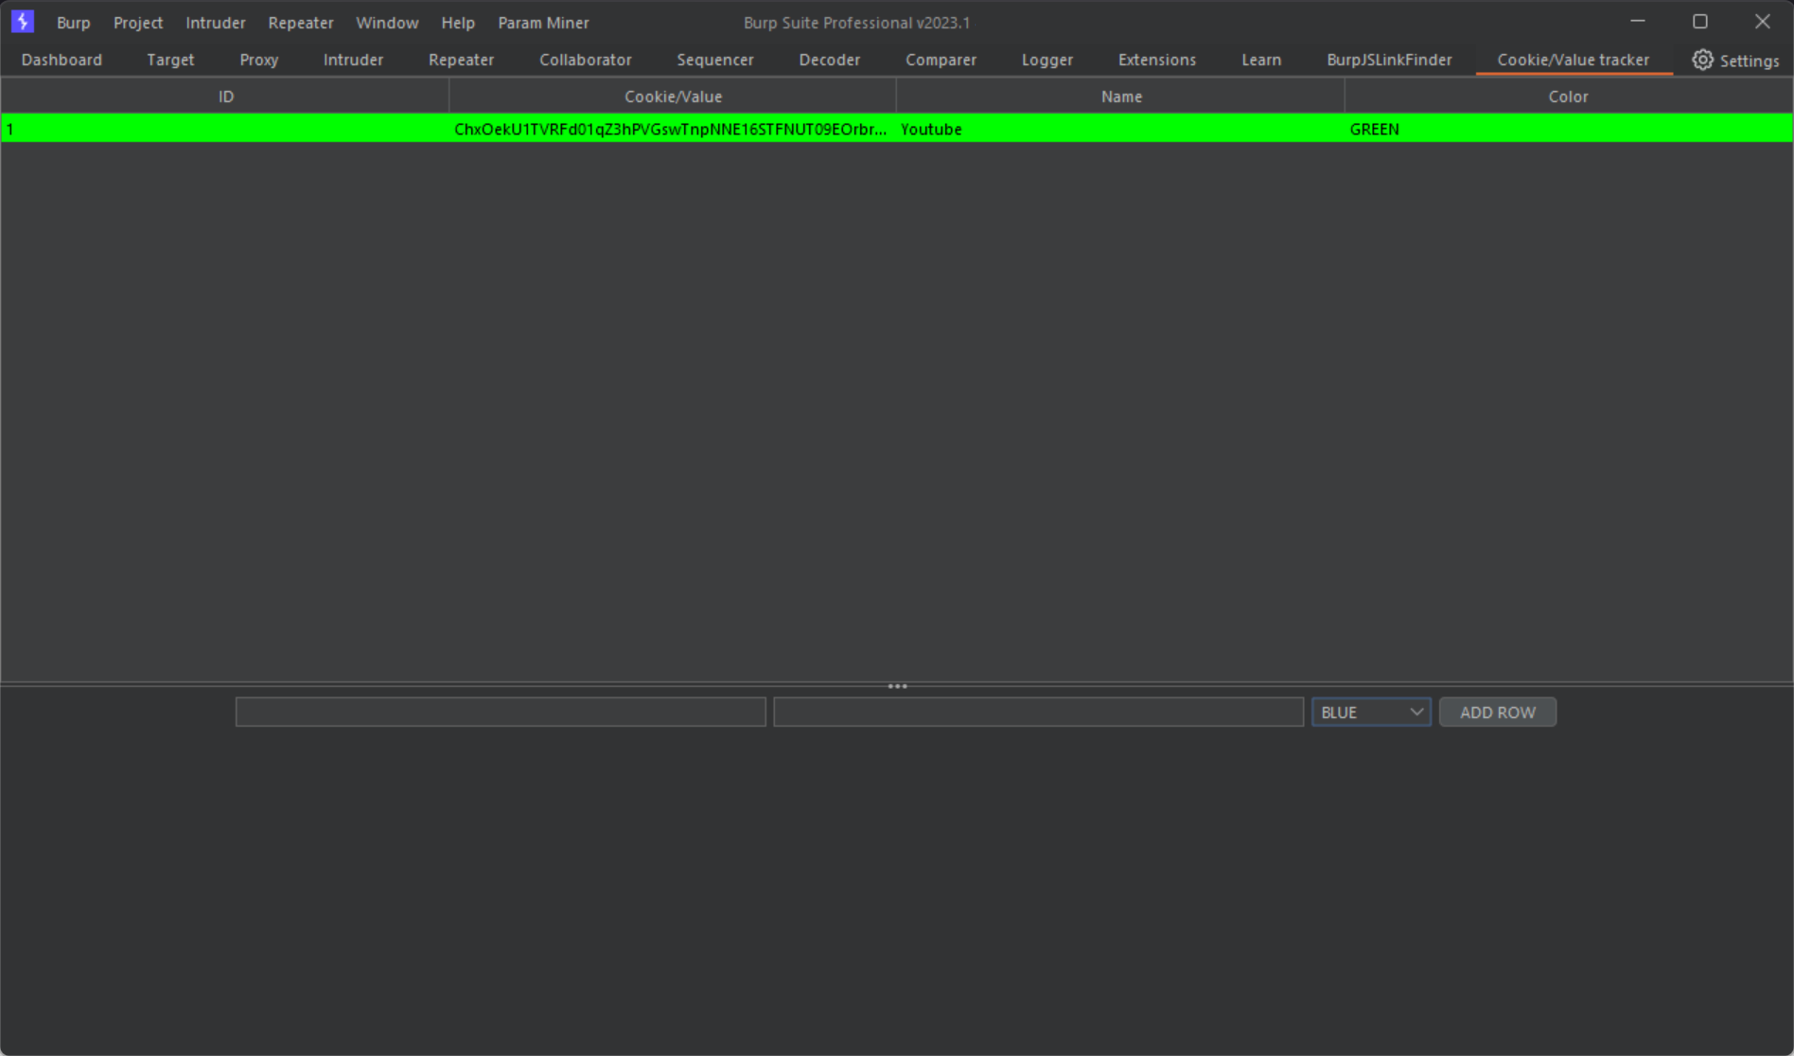 Burp Project Intruder Repeater Window Help Param Miner Burp Suite Professional v2023.1
Dashboard Target Proxy Intruder Repeater Collaborator Sequencer Decoder Comparer Logger Extensions Learn BurpJSLinkFinder Cookie/Value tracker Settings
ID Cookie/Value Name Color
1 ChxOekU1TVRFd01qZ3hPVGswTnpNNE16STFNUT09EOrbr... Youtube GREEN
BLUE ADD ROW